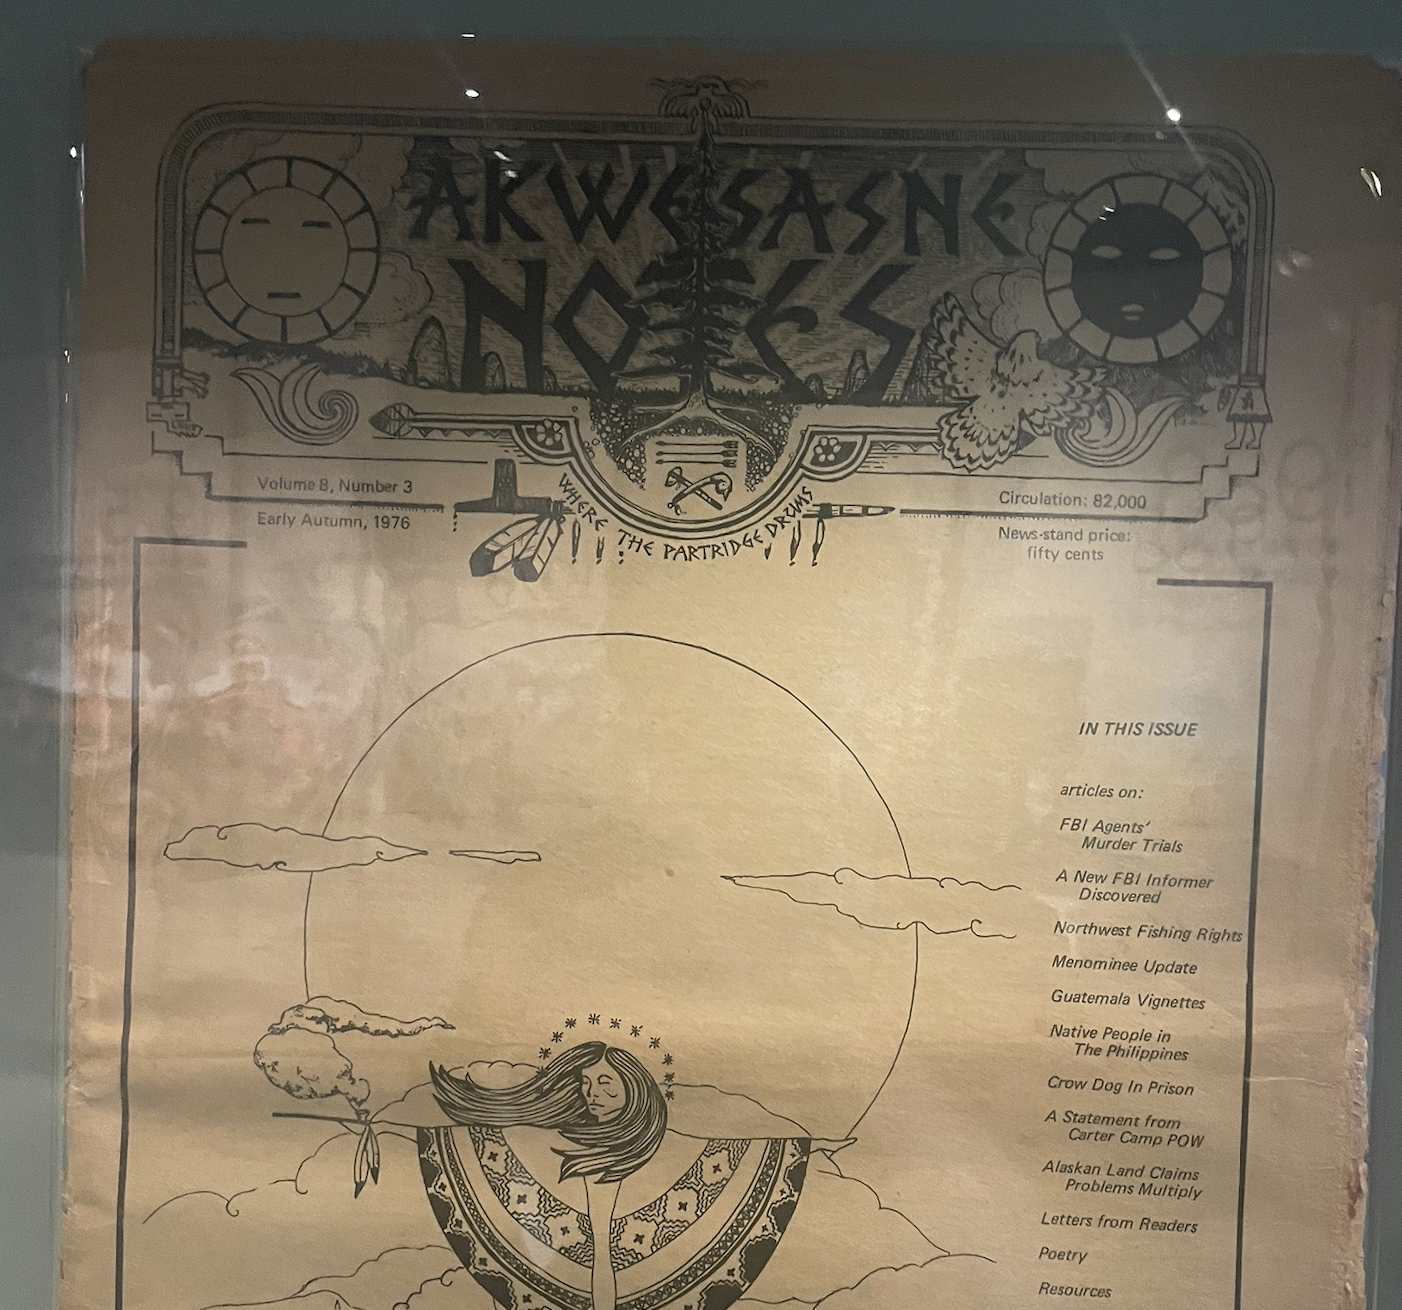 AKWESASNE
NOTES
Volume 8, Number 3
Early Autumn, 1976
WHERE THE PARTRIDGE DRUMS
Circulation: 82,000
News-stand price:
fifty cents
IN THIS ISSUE
articles on:
FBI Agents'
Murder Trials
A New FBI Informer
Discovered
Northwest Fishing Rights
Menominee Update
Guatemala Vignettes
Native People in
The Philippines
Crow Dog In Prison
A Statement from
Carter Camp POW
Alaskan Land Claims
Problems Multiply
Letters from Readers
Poetry
Resources